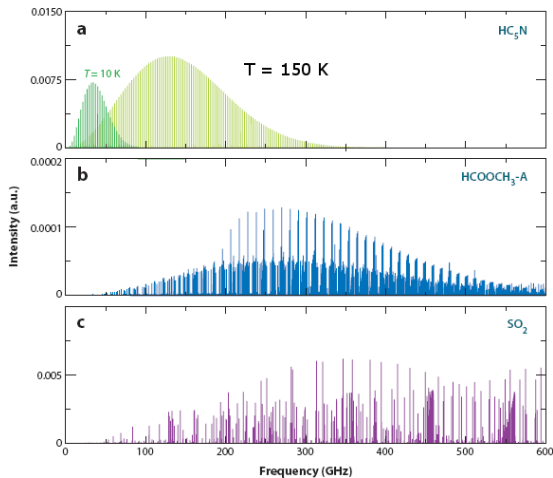 0.0150
a
HC5N
T = 10 K
T = 150 K
0.0075
0
0.0002
b
HCOOCH3-A
0.0001
0
Intensity (a.u.)
c
SO2
0.005
0
0 100 200 300 400 500 600
Frequency (GHz)